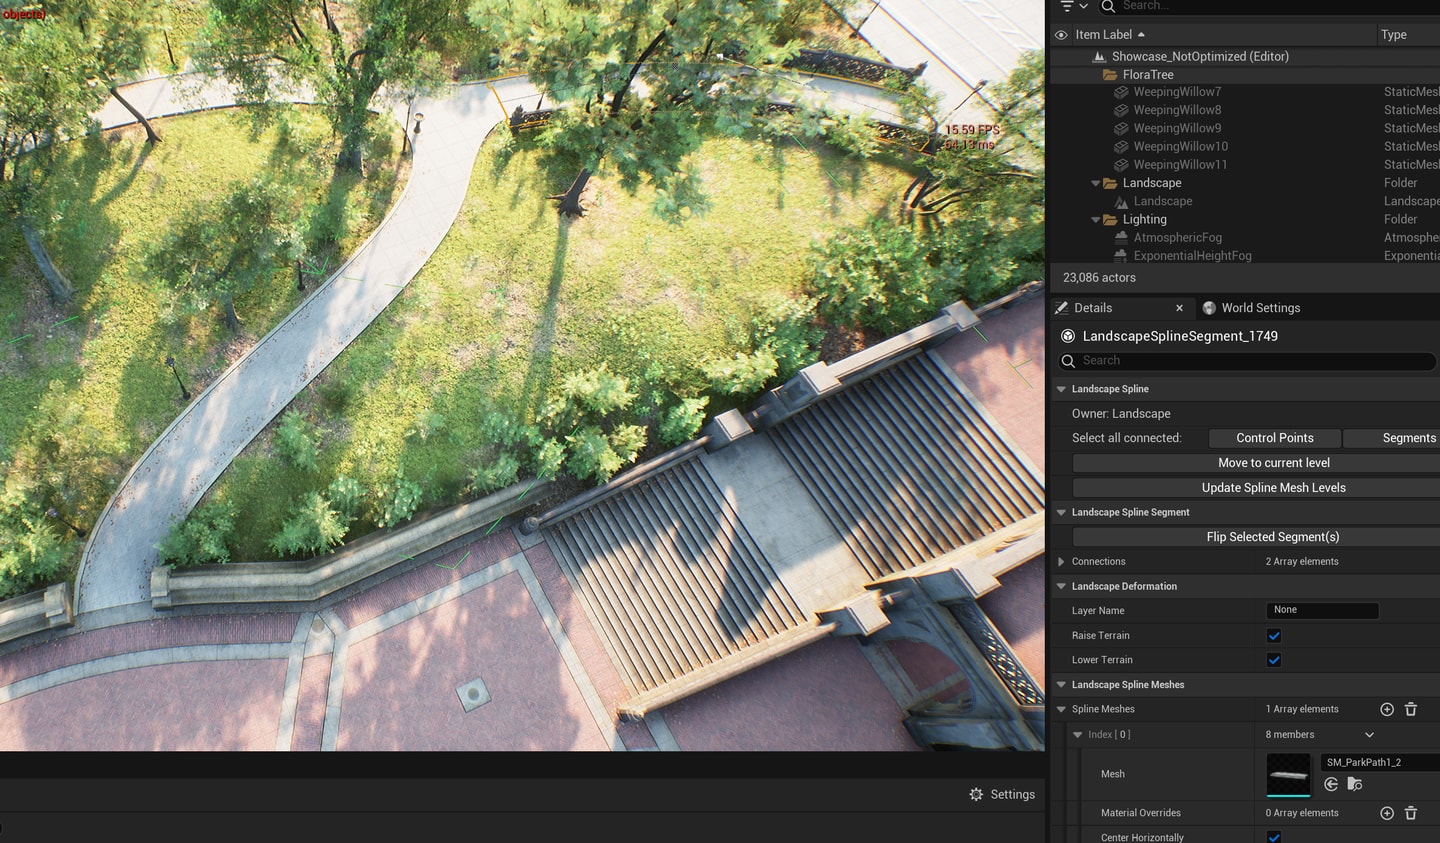 objects)
15.59 FPS
64.13 ms
Settings
Search...
Item Label
Type
Showcase_NotOptimized (Editor)
FloraTree
WeepingWillow7 StaticMesh
WeepingWillow8 StaticMesh
WeepingWillow9 StaticMesh
WeepingWillow10 StaticMesh
WeepingWillow11 StaticMesh
Landscape Folder
Landscape Landscape
Lighting Folder
AtmosphericFog Atmosphe
ExponentialHeightFog Exponentia
23,086 actors
Details
World Settings
LandscapeSplineSegment_1749
Search
Landscape Spline
Owner: Landscape
Select all connected: Control Points Segments
Move to current level
Update Spline Mesh Levels
Landscape Spline Segment
Flip Selected Segment(s)
Connections 2 Array elements
Landscape Deformation
Layer Name None
Raise Terrain
Lower Terrain
Landscape Spline Meshes
Spline Meshes 1 Array elements
Index [ 0 ] 8 members
Mesh SM_ParkPath1_2
Material Overrides 0 Array elements
Center Horizontally